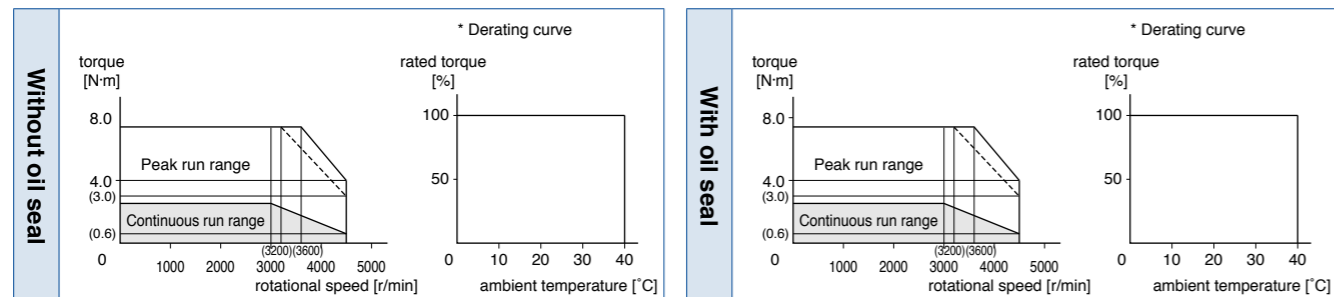 Without oil seal
* Derating curve
torque
[N·m]
rated torque
[%]
8.0
100
Peak run range
4.0
50
(3.0)
Continuous run range
(0.6)
(3200)(3600)
0
1000
2000
3000
4000
5000
rotational speed [r/min]
0
10
20
30
40
ambient temperature [˚C]
With oil seal
* Derating curve
torque
[N·m]
rated torque
[%]
8.0
100
Peak run range
4.0
50
(3.0)
Continuous run range
(0.6)
(3200)(3600)
0
1000
2000
3000
4000
5000
rotational speed [r/min]
0
10
20
30
40
ambient temperature [˚C]